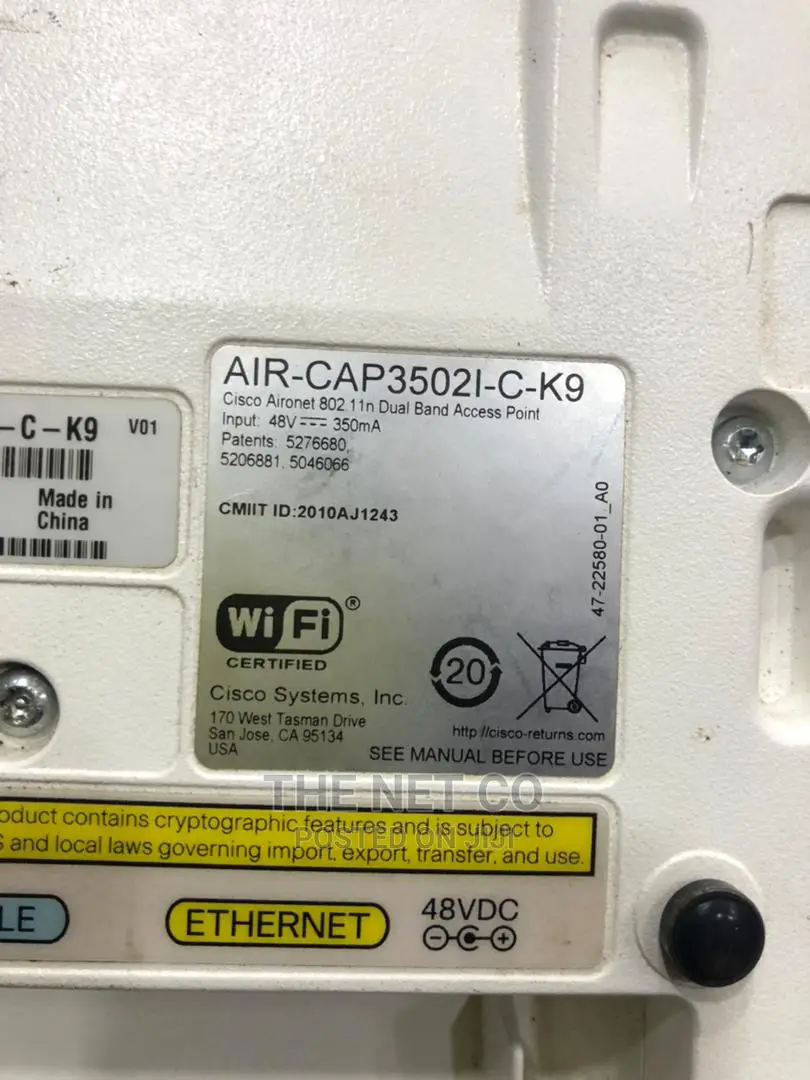 AIR-CAP3502I-C-K9
Cisco Aironet 802.11n Dual Band Access Point
Input: 48V 350mA
Patents: 5276680,
5206881, 5046066
CMIIT ID:2010AJ1243
47-22580-01_A0
Wi Fi ®
CERTIFIED
20
Cisco Systems, Inc.
170 West Tasman Drive
San Jose, CA 95134
USA
http://cisco-returns.com
SEE MANUAL BEFORE USE
-C-K9 V01
Made in
China
THE NET CO
POSTED ON JIJI
oduct contains cryptographic features and is subject to
S and local laws governing import, export, transfer, and use.
LE
ETHERNET
48VDC